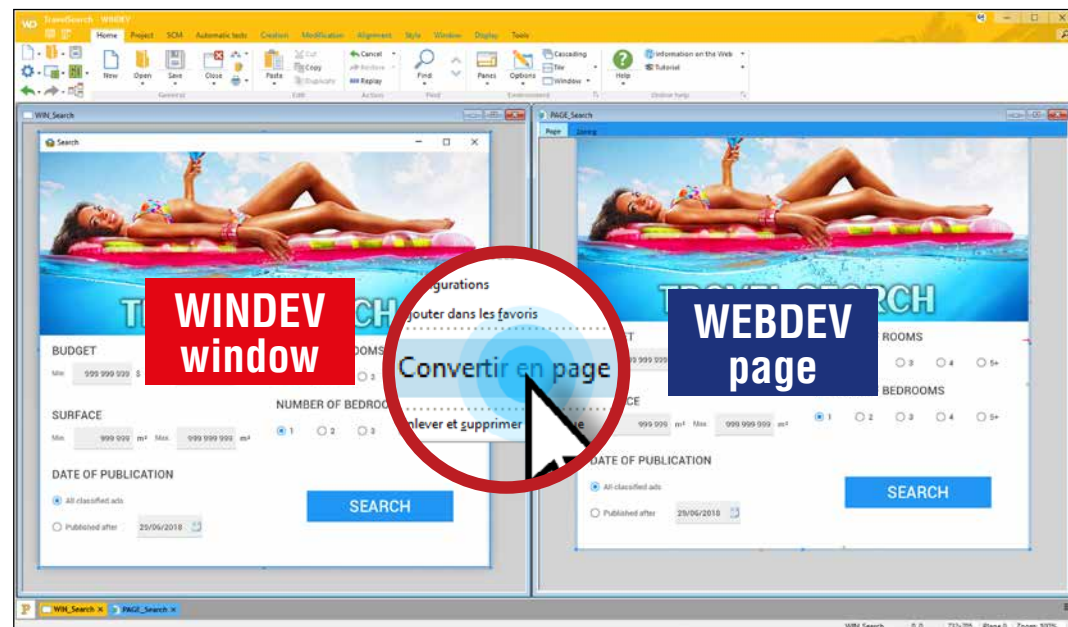 TravelSearch - WINDEV
Home Project SCM Automatic tests Creation Modification Alignment Style Window Display Tools
New Open Save Close Paste Cut Copy Duplicate Cancel Restore Replay Find Panes Options Cascading Tile Window Help Information on the Web Tutorial
General Edit Action Find Environment Online help
WIN_Search
Search
PAGE_Search
Page Zoning
WINDEV
window
WEBDEV
page
gurations
jouter dans les favoris
Convertir en page
nlever et supprimer
BUDGET
Min 999 999 999 $
SURFACE
Min 999 999 m² Max 999 999 999 m²
NUMBER OF BEDROO
1 2 3
DATE OF PUBLICATION
All classified ads
Published after 29/06/2018
SEARCH
ROOMS
3 4 5+
BEDROOMS
999 999 m² Max 999 999 999 m²
1 2 3 4 5+
DATE OF PUBLICATION
All classified ads
Published after 29/06/2018
SEARCH
WIN_Search × PAGE_Search ×